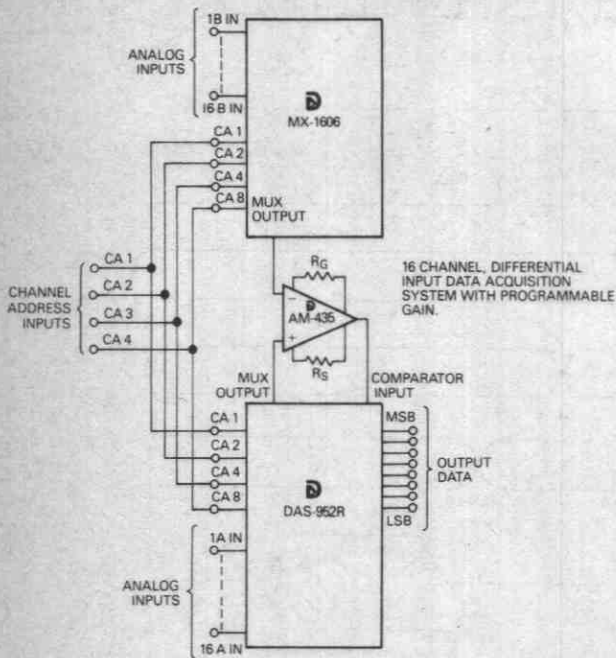 1B IN
ANALOG
INPUTS
16 B IN
MX-1606
CA 1
CA 2
CA 4
CA 8
MUX
OUTPUT
CA 1
CA 2
CA 3
CA 4
CHANNEL
ADDRESS
INPUTS
RG
AM-435
RS
16 CHANNEL, DIFFERENTIAL
INPUT DATA ACQUISITION
SYSTEM WITH PROGRAMMABLE
GAIN.
MUX
OUTPUT
COMPARATOR
INPUT
CA 1
CA 2
CA 4
CA 8
DAS-952R
MSB
OUTPUT
DATA
LSB
1A IN
ANALOG
INPUTS
16 A IN